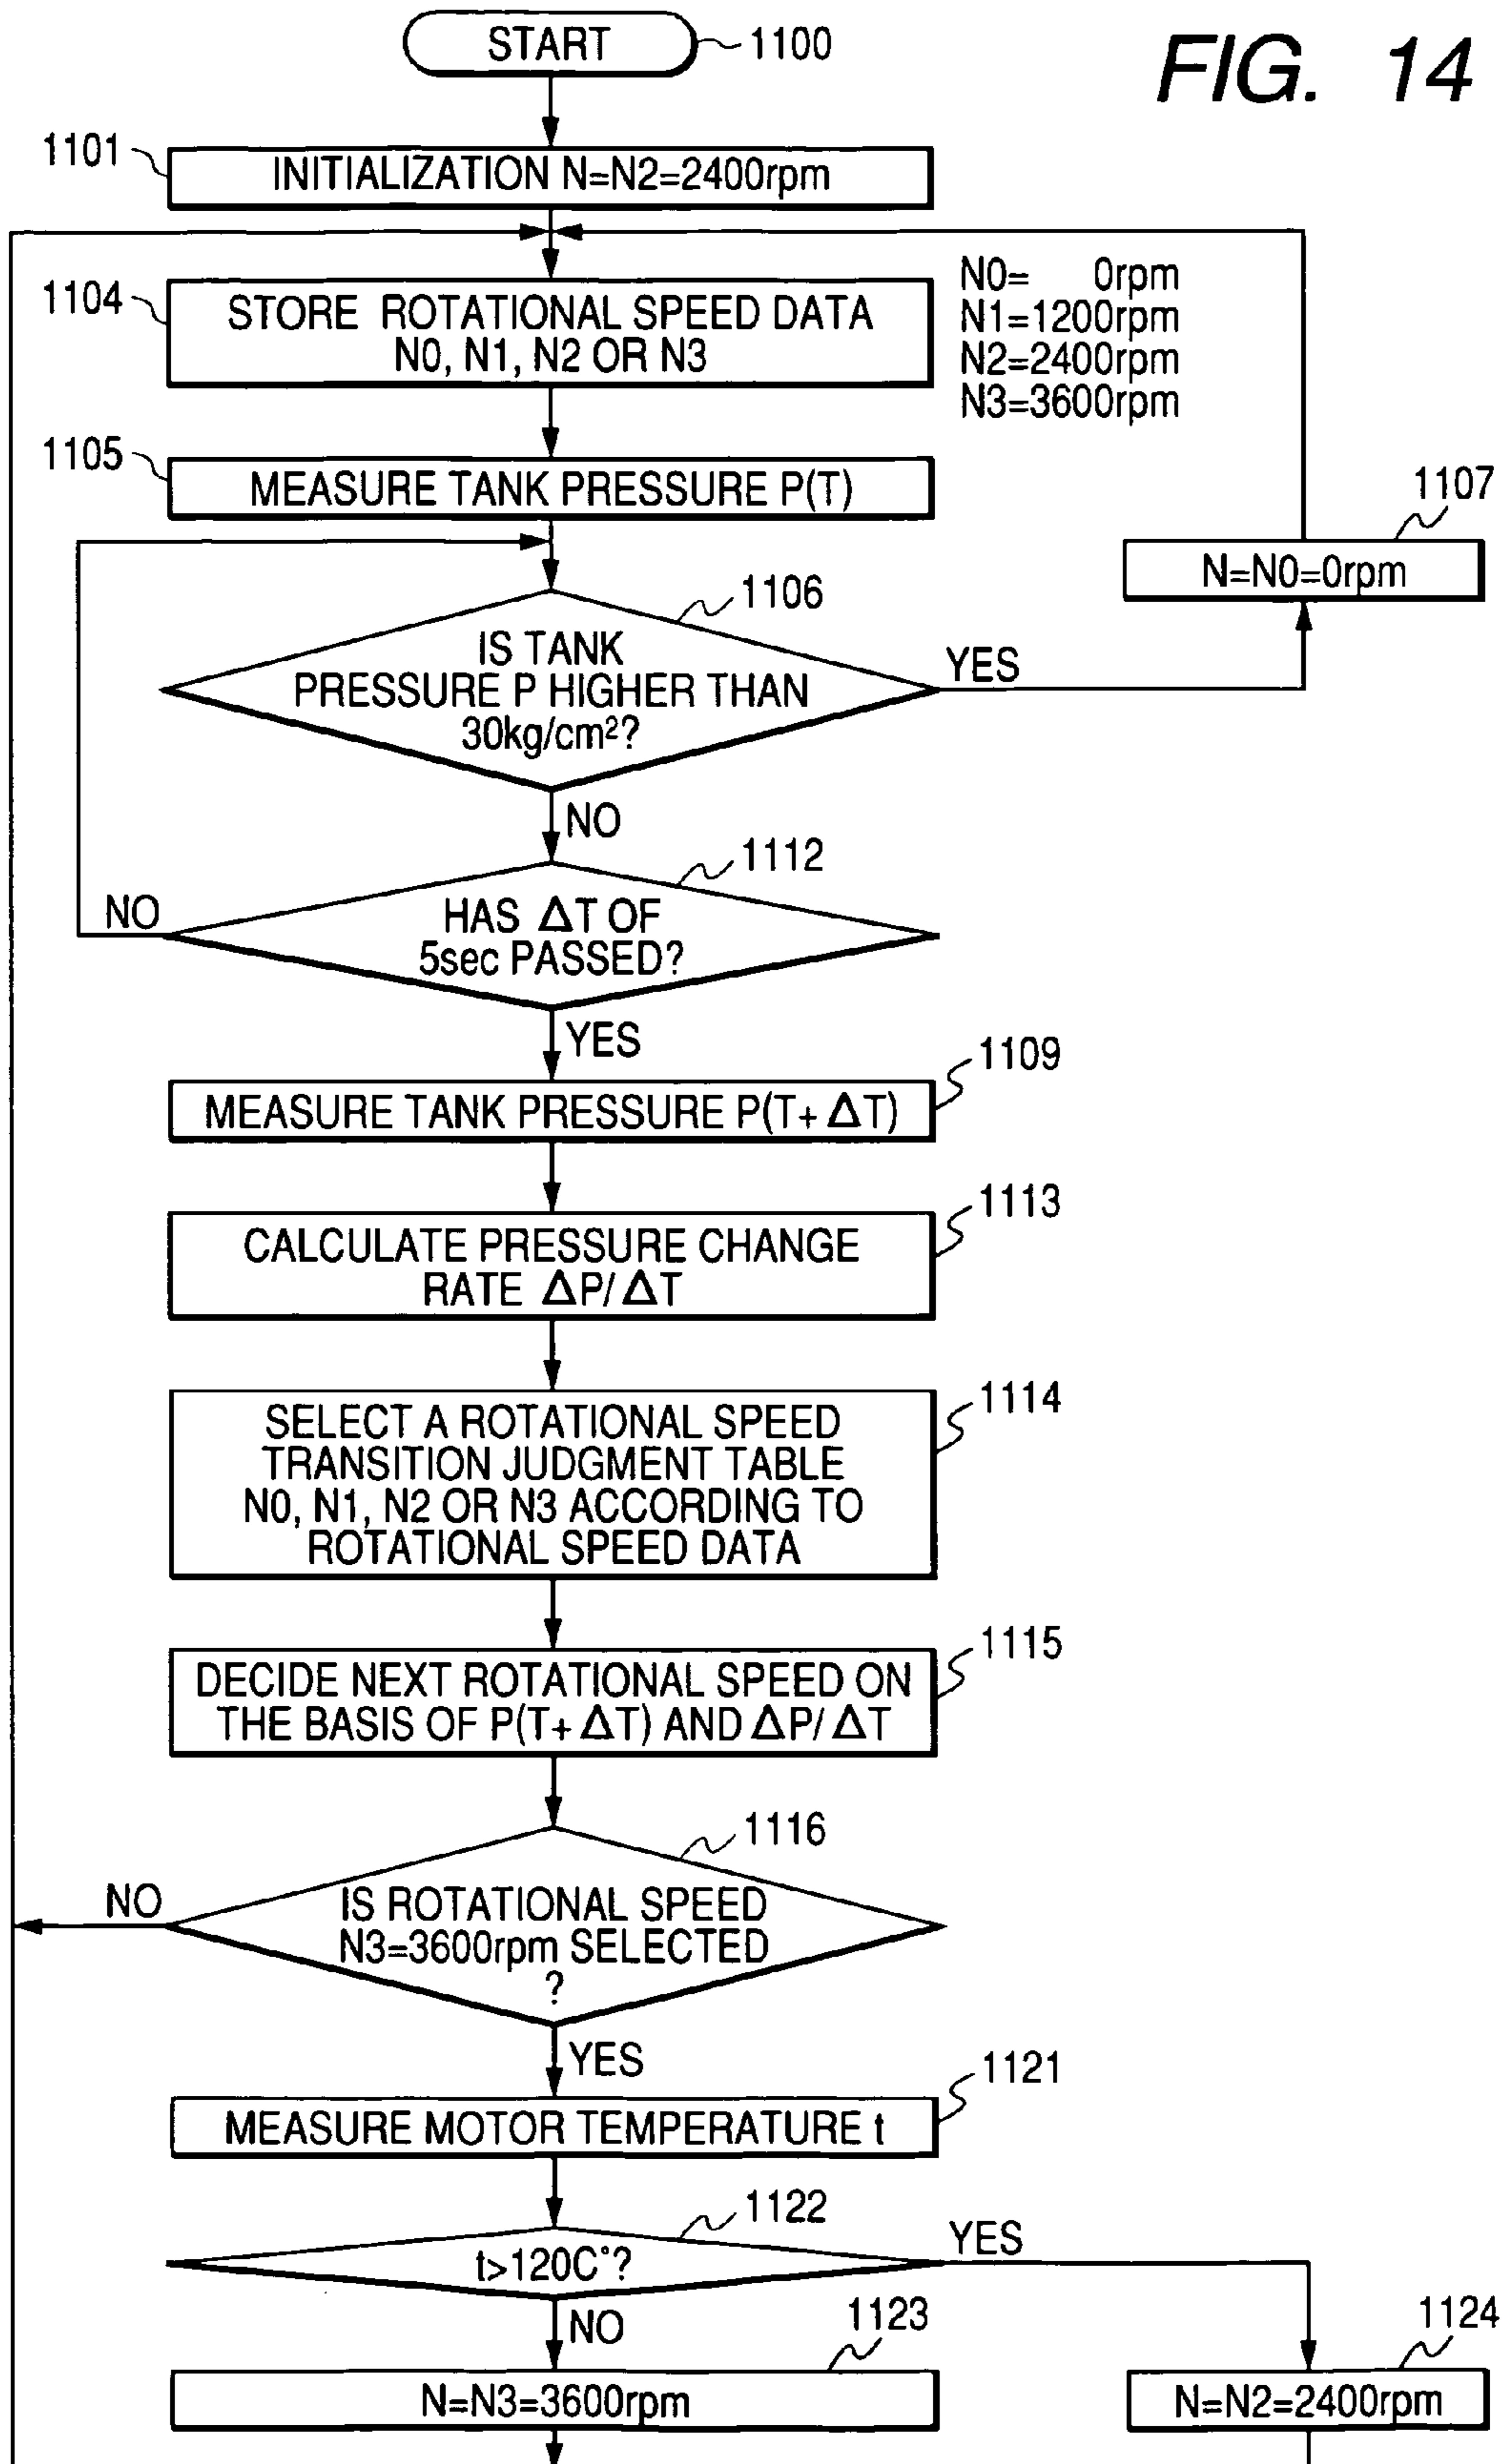 FIG. 14
START
1100
1101
INITIALIZATION N=N2=2400rpm
1104
STORE ROTATIONAL SPEED DATA
N0, N1, N2 OR N3
N0= 0rpm
N1=1200rpm
N2=2400rpm
N3=3600rpm
1105
MEASURE TANK PRESSURE P(T)
1107
N=N0=0rpm
1106
IS TANK
PRESSURE P HIGHER THAN
30kg/cm²?
YES
NO
1112
HAS ΔT OF
5sec PASSED?
NO
YES
1109
MEASURE TANK PRESSURE P(T+ ΔT)
1113
CALCULATE PRESSURE CHANGE
RATE ΔP/ ΔT
1114
SELECT A ROTATIONAL SPEED
TRANSITION JUDGMENT TABLE
N0, N1, N2 OR N3 ACCORDING TO
ROTATIONAL SPEED DATA
1115
DECIDE NEXT ROTATIONAL SPEED ON
THE BASIS OF P(T+ ΔT) AND ΔP/ ΔT
1116
NO
IS ROTATIONAL SPEED
N3=3600rpm SELECTED
?
YES
1121
MEASURE MOTOR TEMPERATURE t
1122
t>120C°?
YES
NO
1123
N=N3=3600rpm
1124
N=N2=2400rpm